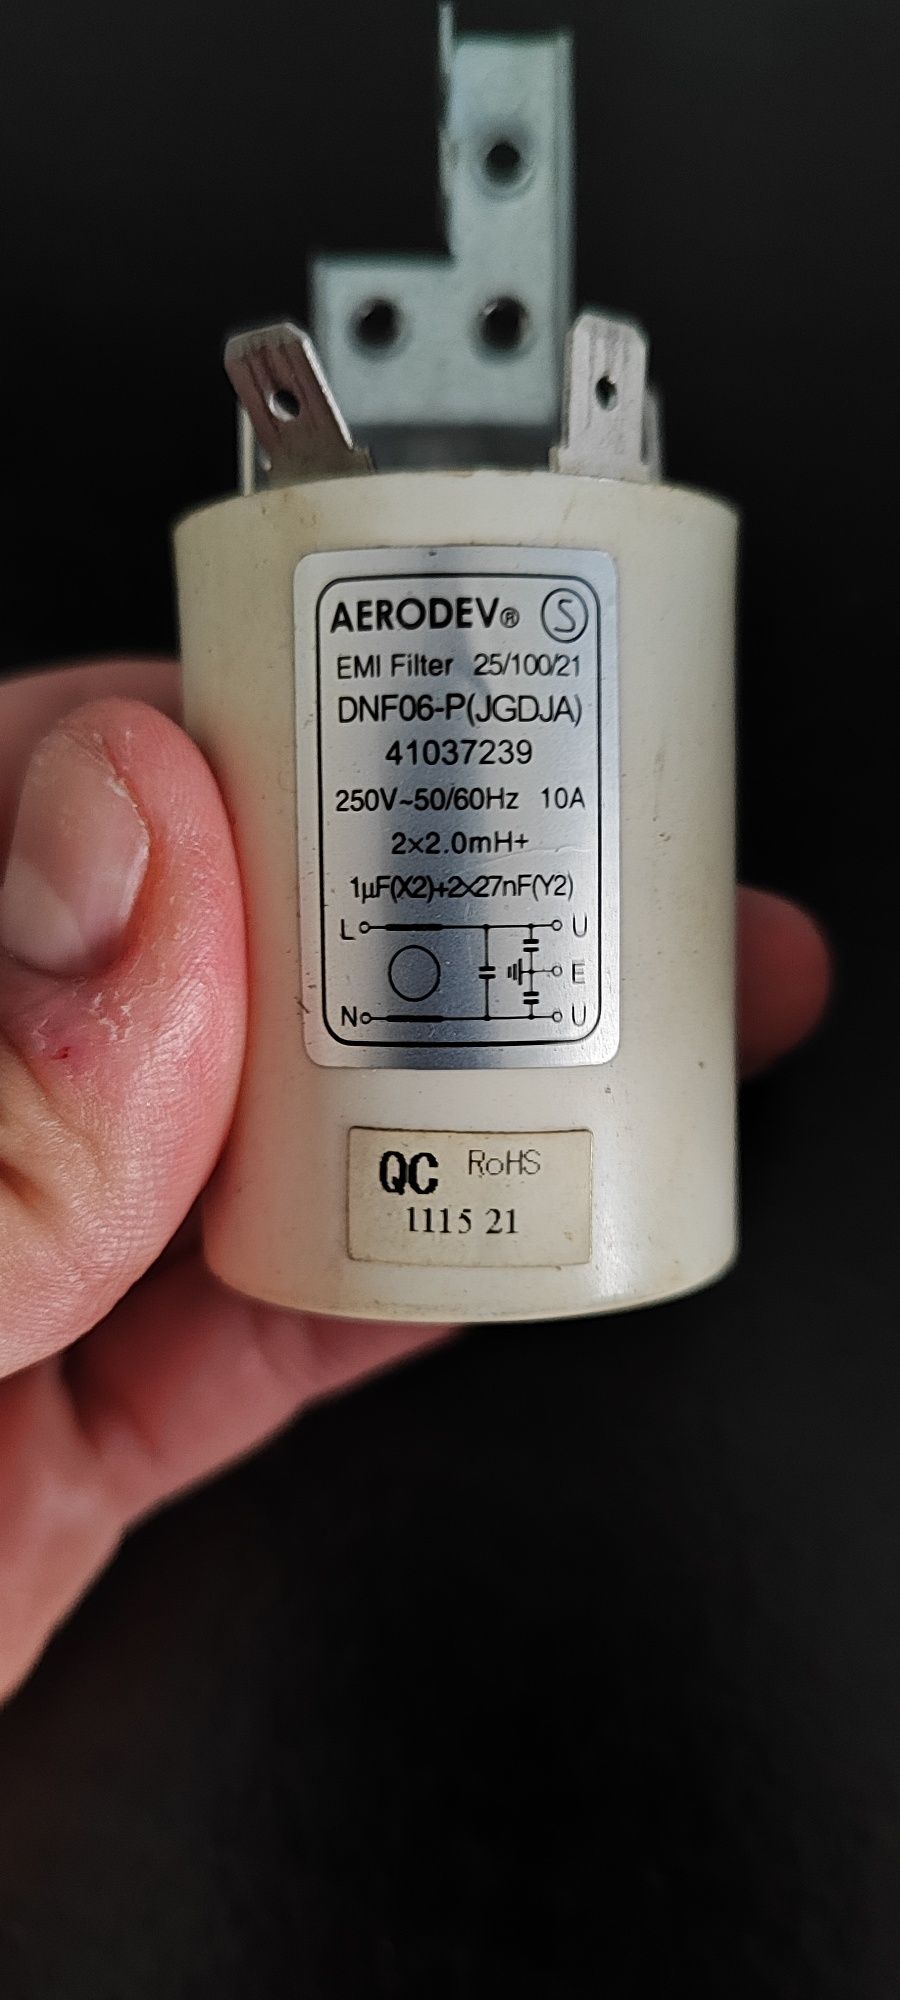 AERODEV® S
EMI Filter 25/100/21
DNF06-P(JGDJA)
41037239
250V~50/60Hz 10A
2×2.0mH+
1µF(X2)+2×27nF(Y2)
L U
E
N U
QC RoHS
1115 21